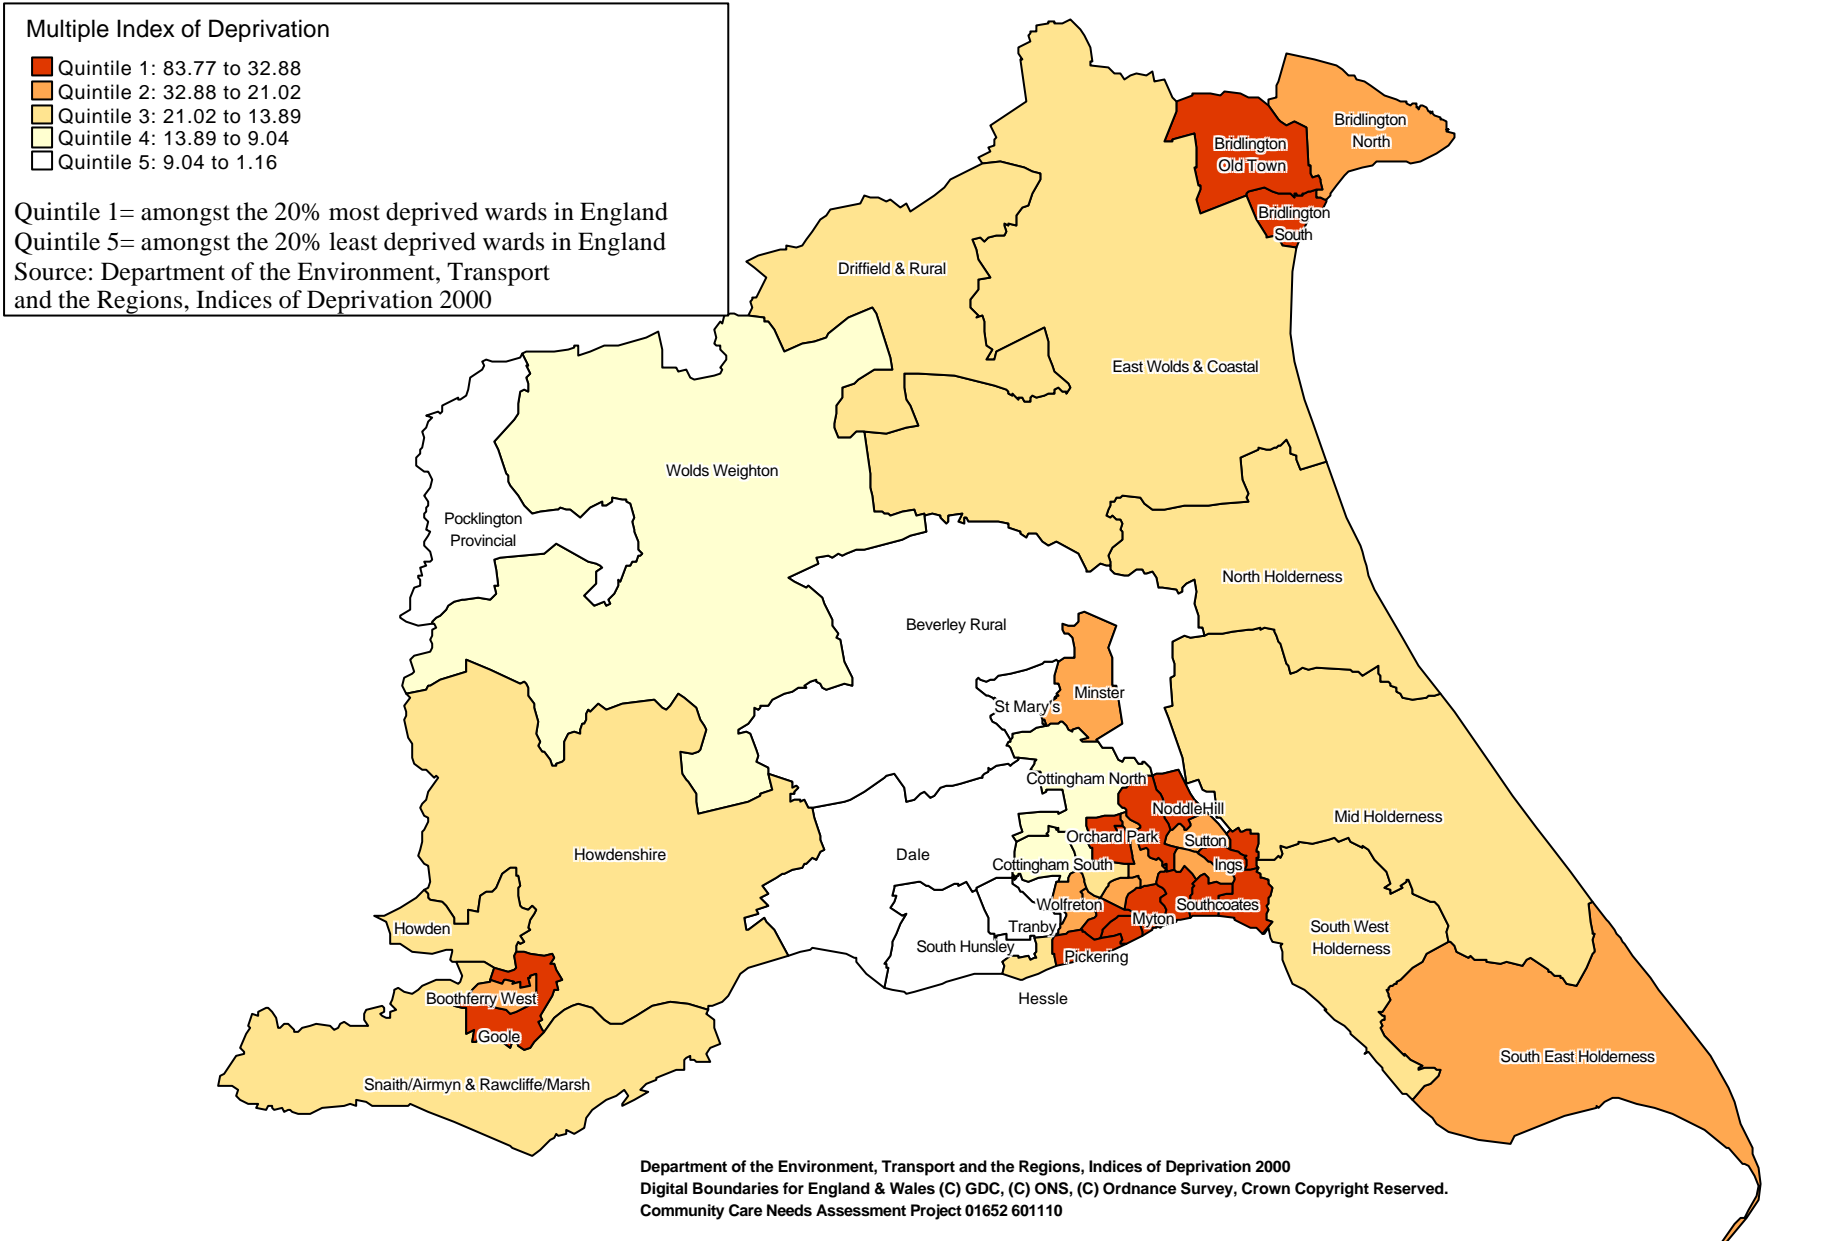 Multiple Index of Deprivation
Quintile 1: 83.77 to 32.88
Quintile 2: 32.88 to 21.02
Quintile 3: 21.02 to 13.89
Quintile 4: 13.89 to 9.04
Quintile 5: 9.04 to 1.16
Quintile 1= amongst the 20% most deprived wards in England
Quintile 5= amongst the 20% least deprived wards in England
Source: Department of the Environment, Transport
and the Regions, Indices of Deprivation 2000
Bridlington
North
Bridlington
Old Town
Bridlington
South
Driffield & Rural
East Wolds & Coastal
Wolds Weighton
Pocklington
Provincial
North Holderness
Beverley Rural
Minster
St Mary's
Cottingham North
NoddleHill
Mid Holderness
Orchard Park
Sutton
Howdenshire
Dale
Cottingham South
Ings
Wolfreton
Southcoates
Myton
Howden
Tranby
South West
Holderness
South Hunsley
Pickering
Boothferry West
Hessle
Goole
South East Holderness
Snaith/Airmyn & Rawcliffe/Marsh
Department of the Environment, Transport and the Regions, Indices of Deprivation 2000
Digital Boundaries for England & Wales (C) GDC, (C) ONS, (C) Ordnance Survey, Crown Copyright Reserved.
Community Care Needs Assessment Project 01652 601110